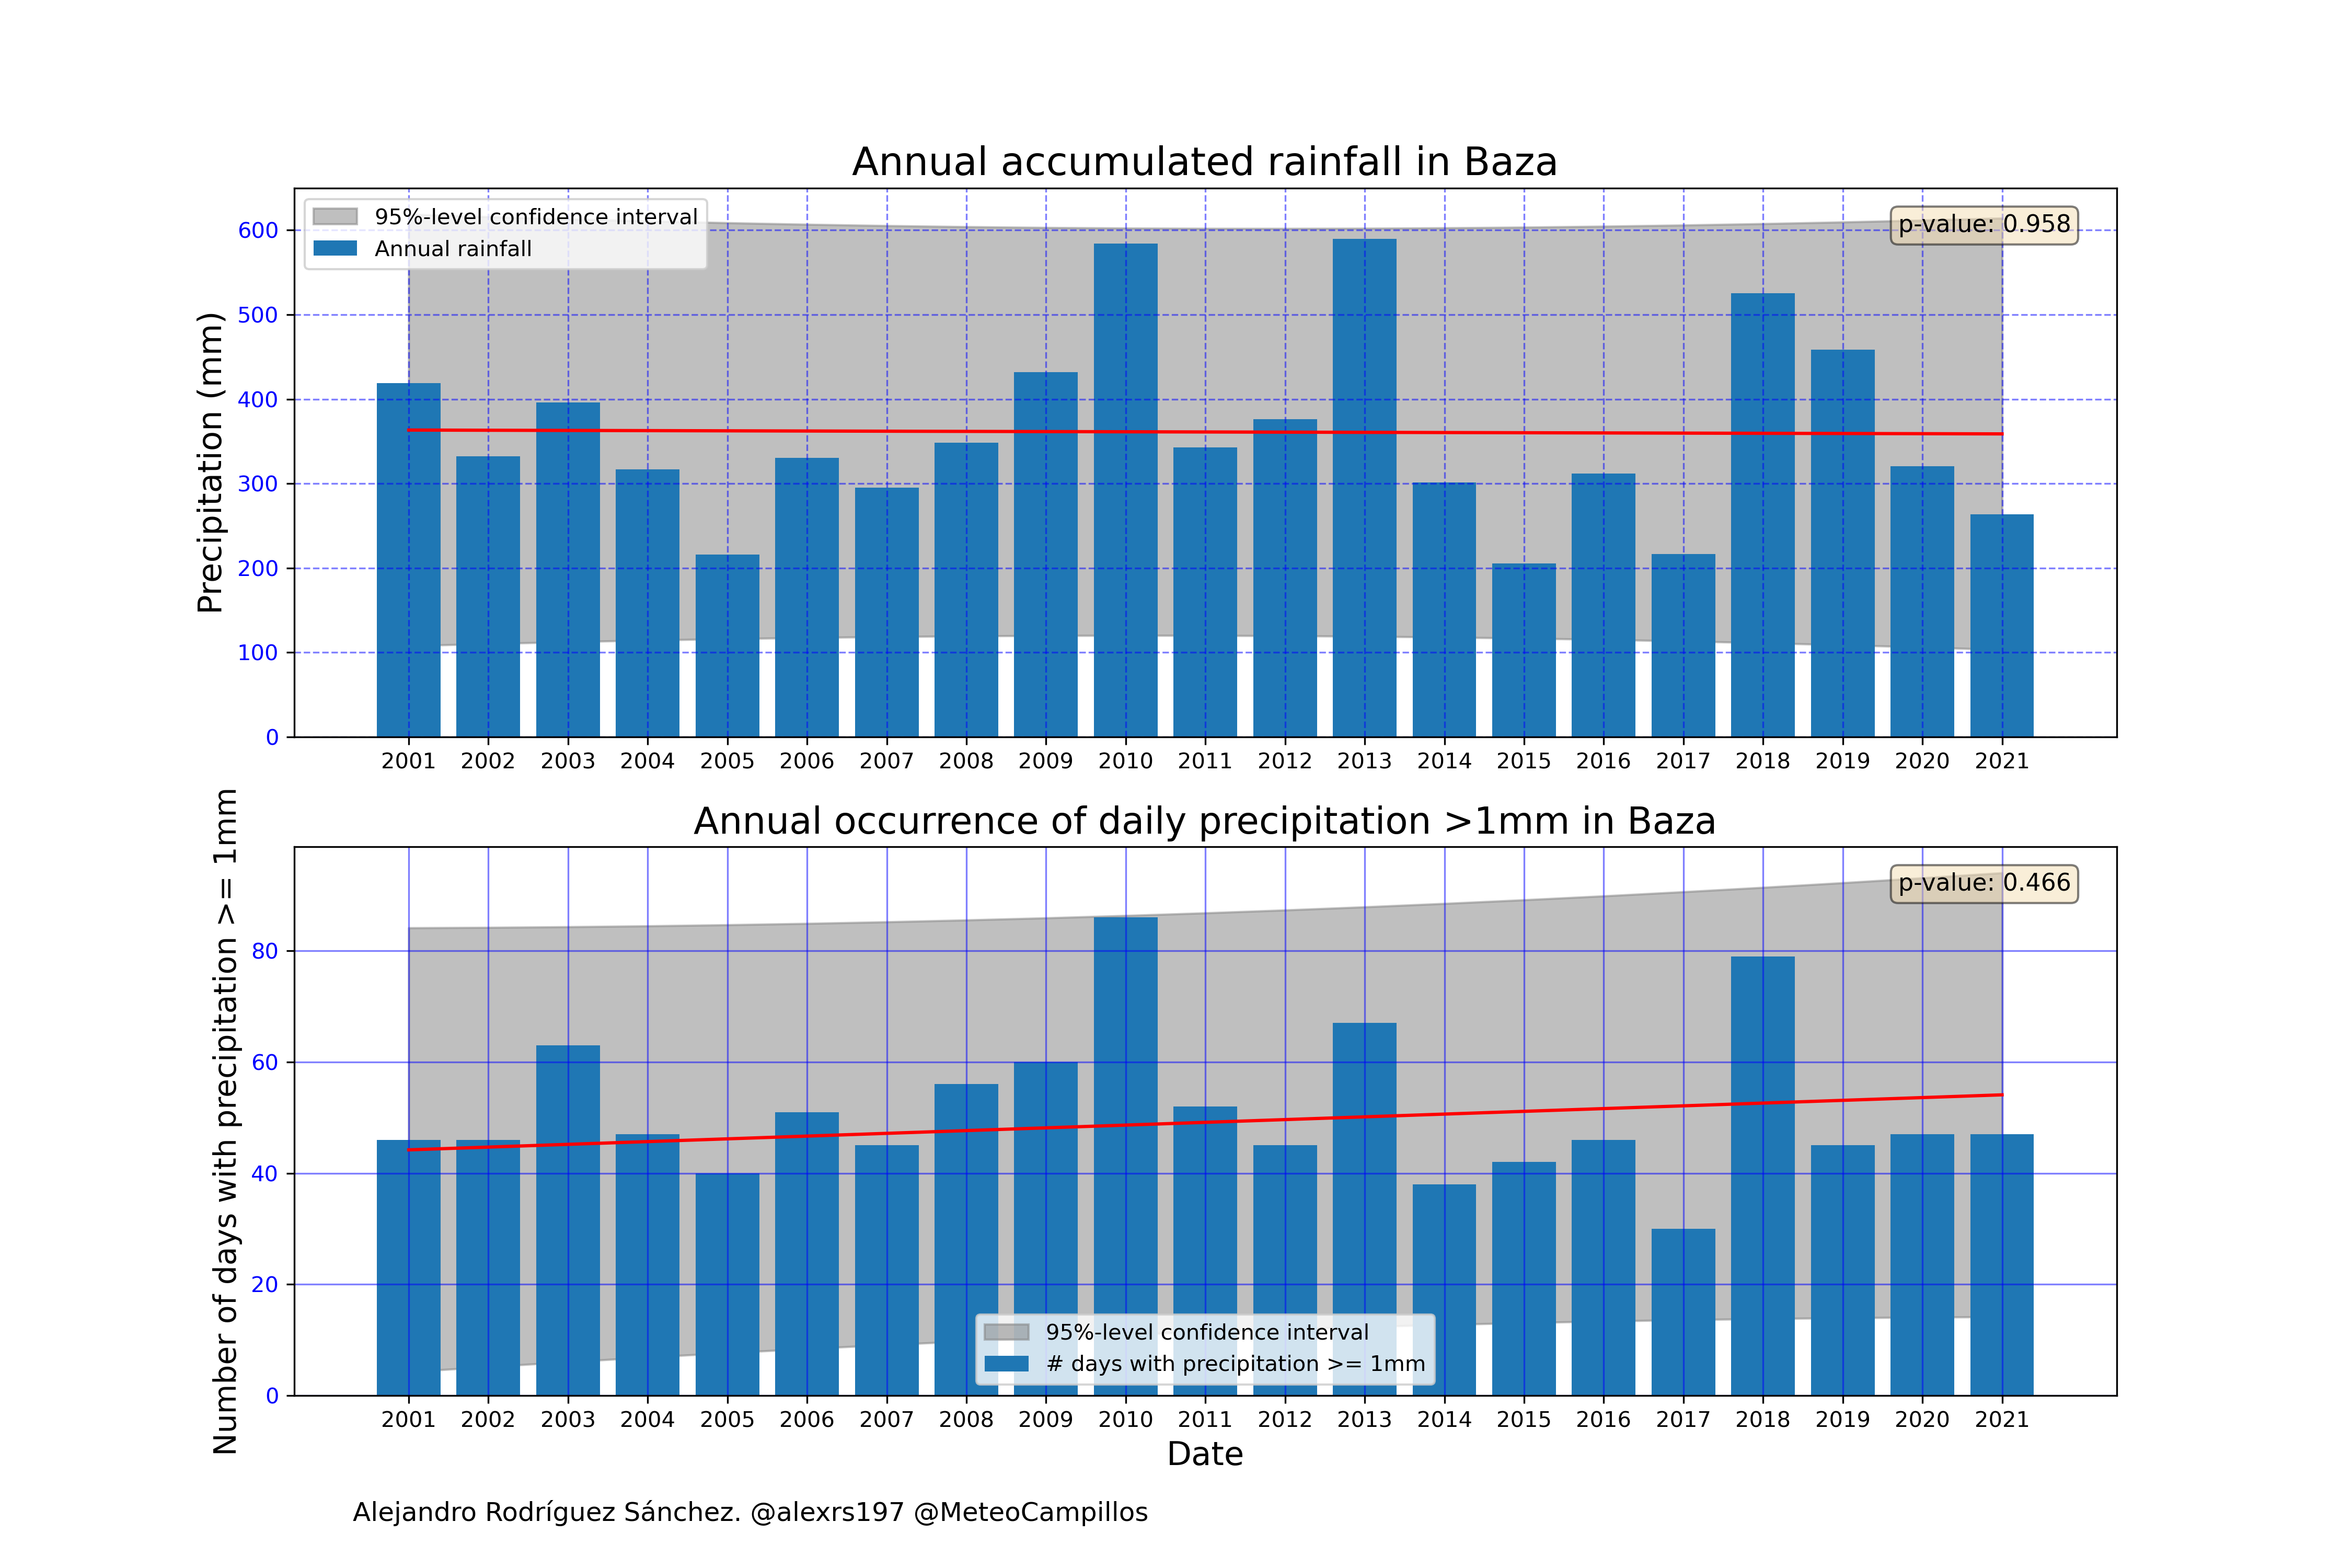 Annual accumulated rainfall in Baza
95%-level confidence interval
Annual rainfall
p-value: 0.958
Precipitation (mm)
600
500
400
300
200
100
0
2001 2002 2003 2004 2005 2006 2007 2008 2009 2010 2011 2012 2013 2014 2015 2016 2017 2018 2019 2020 2021
Annual occurrence of daily precipitation >1mm in Baza
p-value: 0.466
Number of days with precipitation >= 1mm
80
60
40
20
0
95%-level confidence interval
# days with precipitation >= 1mm
2001 2002 2003 2004 2005 2006 2007 2008 2009 2010 2011 2012 2013 2014 2015 2016 2017 2018 2019 2020 2021
Date
Alejandro Rodríguez Sánchez. @alexrs197 @MeteoCampillos